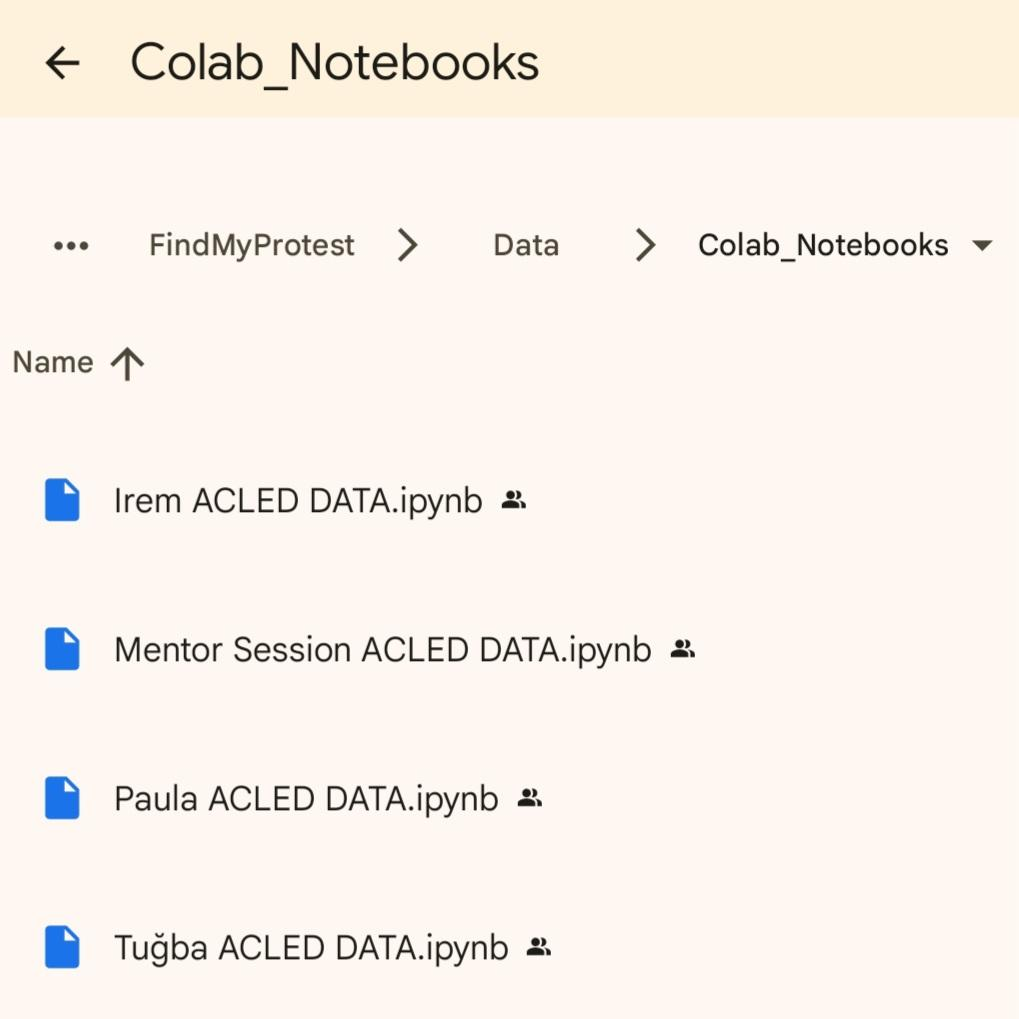 Colab_Notebooks
FindMyProtest Data Colab_Notebooks
Name
Irem ACLED DATA.ipynb
Mentor Session ACLED DATA.ipynb
Paula ACLED DATA.ipynb
Tuğba ACLED DATA.ipynb